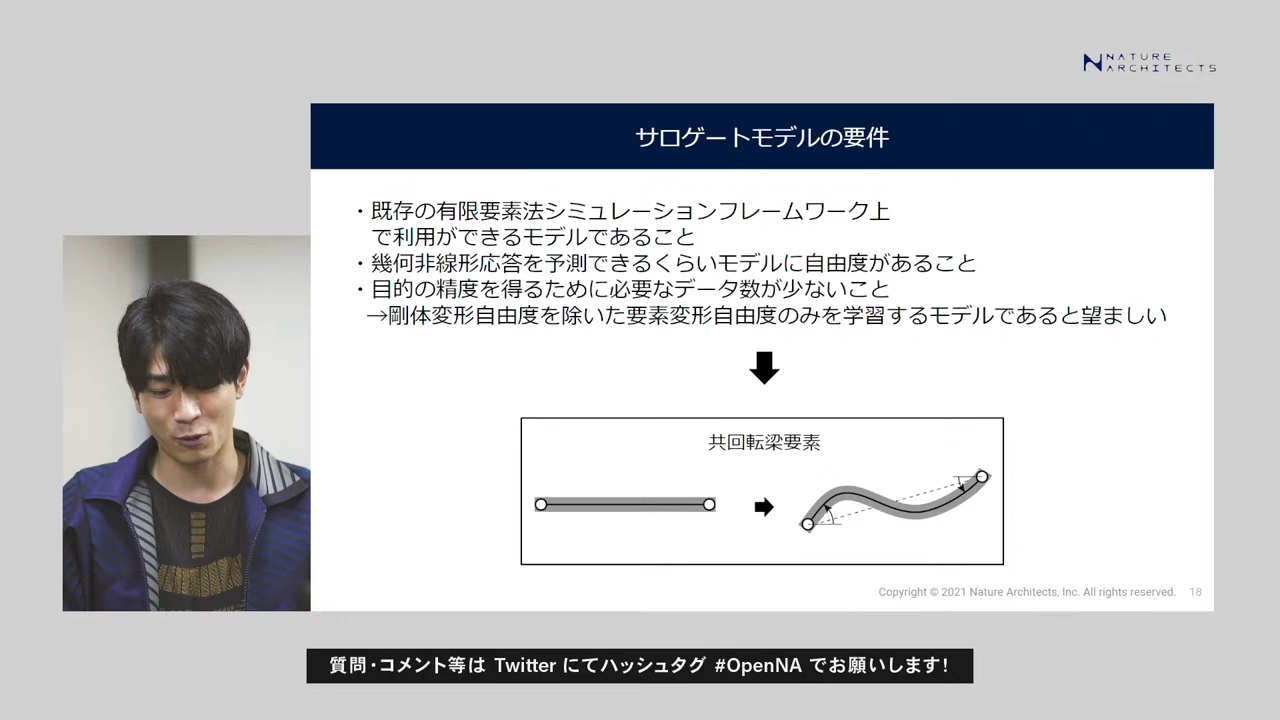 NATURE
ARCHITECTS
サロゲートモデルの要件
・既存の有限要素法シミュレーションフレームワーク上
で利用ができるモデルであること
・幾何非線形応答を予測できるくらいモデルに自由度があること
・目的の精度を得るために必要なデータ数が少ないこと
→剛体変形自由度を除いた要素変形自由度のみを学習するモデルであると望ましい
共回転梁要素
Copyright © 2021 Nature Architects, Inc. All rights reserved. 18
質問・コメント等は Twitter にてハッシュタグ #OpenNA でお願いします!